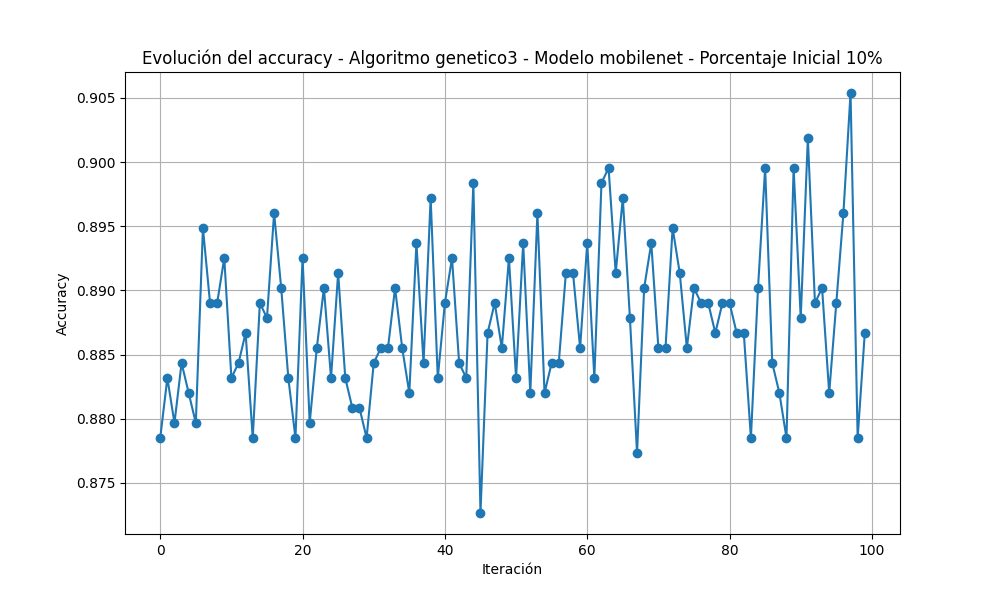 Evolución del accuracy - Algoritmo genetico3 - Modelo mobilenet - Porcentaje Inicial 10%
0.905
0.900
0.895
0.890
0.885
0.880
0.875
Accuracy
0 20 40 60 80 100
Iteración